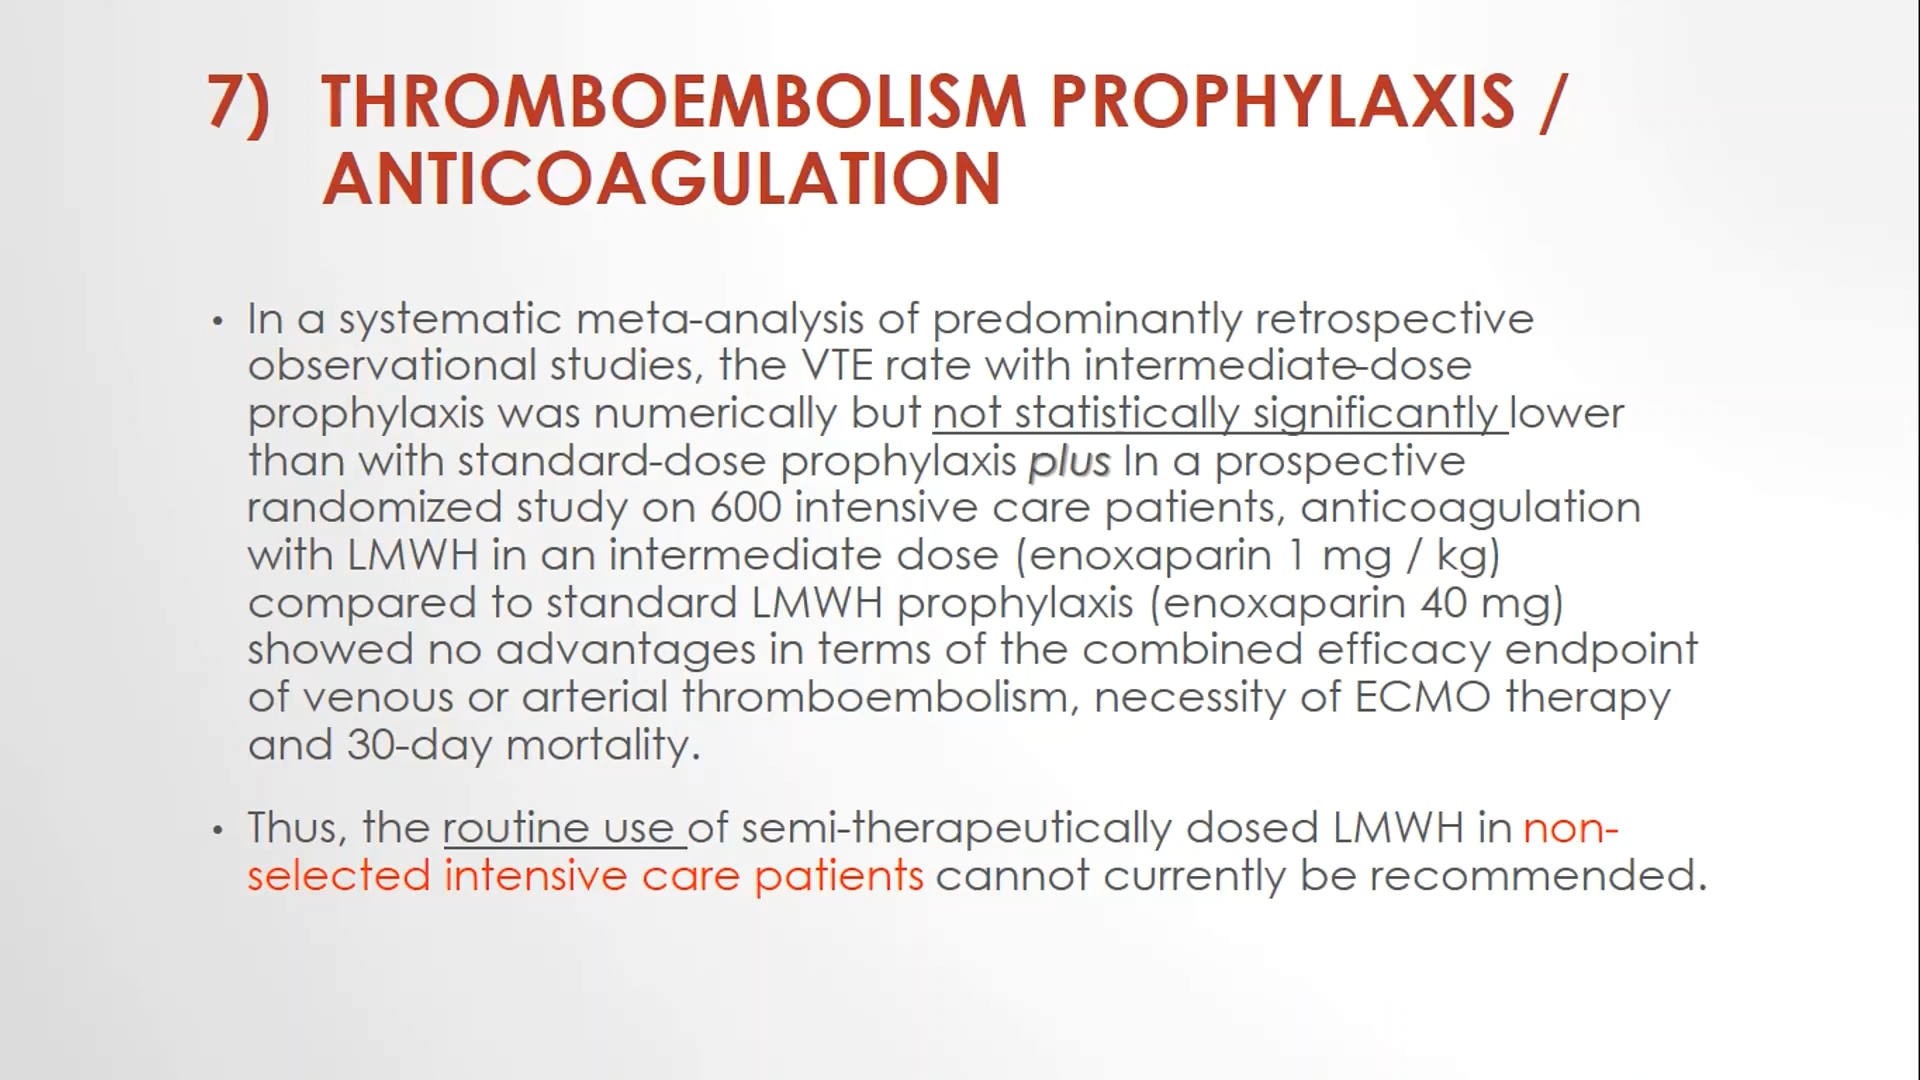 7) THROMBOEMBOLISM PROPHYLAXIS /
ANTICOAGULATION
• In a systematic meta-analysis of predominantly retrospective
observational studies, the VTE rate with intermediate-dose
prophylaxis was numerically but not statistically significantly lower
than with standard-dose prophylaxis plus In a prospective
randomized study on 600 intensive care patients, anticoagulation
with LMWH in an intermediate dose (enoxaparin 1 mg / kg)
compared to standard LMWH prophylaxis (enoxaparin 40 mg)
showed no advantages in terms of the combined efficacy endpoint
of venous or arterial thromboembolism, necessity of ECMO therapy
and 30-day mortality.
• Thus, the routine use of semi-therapeutically dosed LMWH in non-
selected intensive care patients cannot currently be recommended.